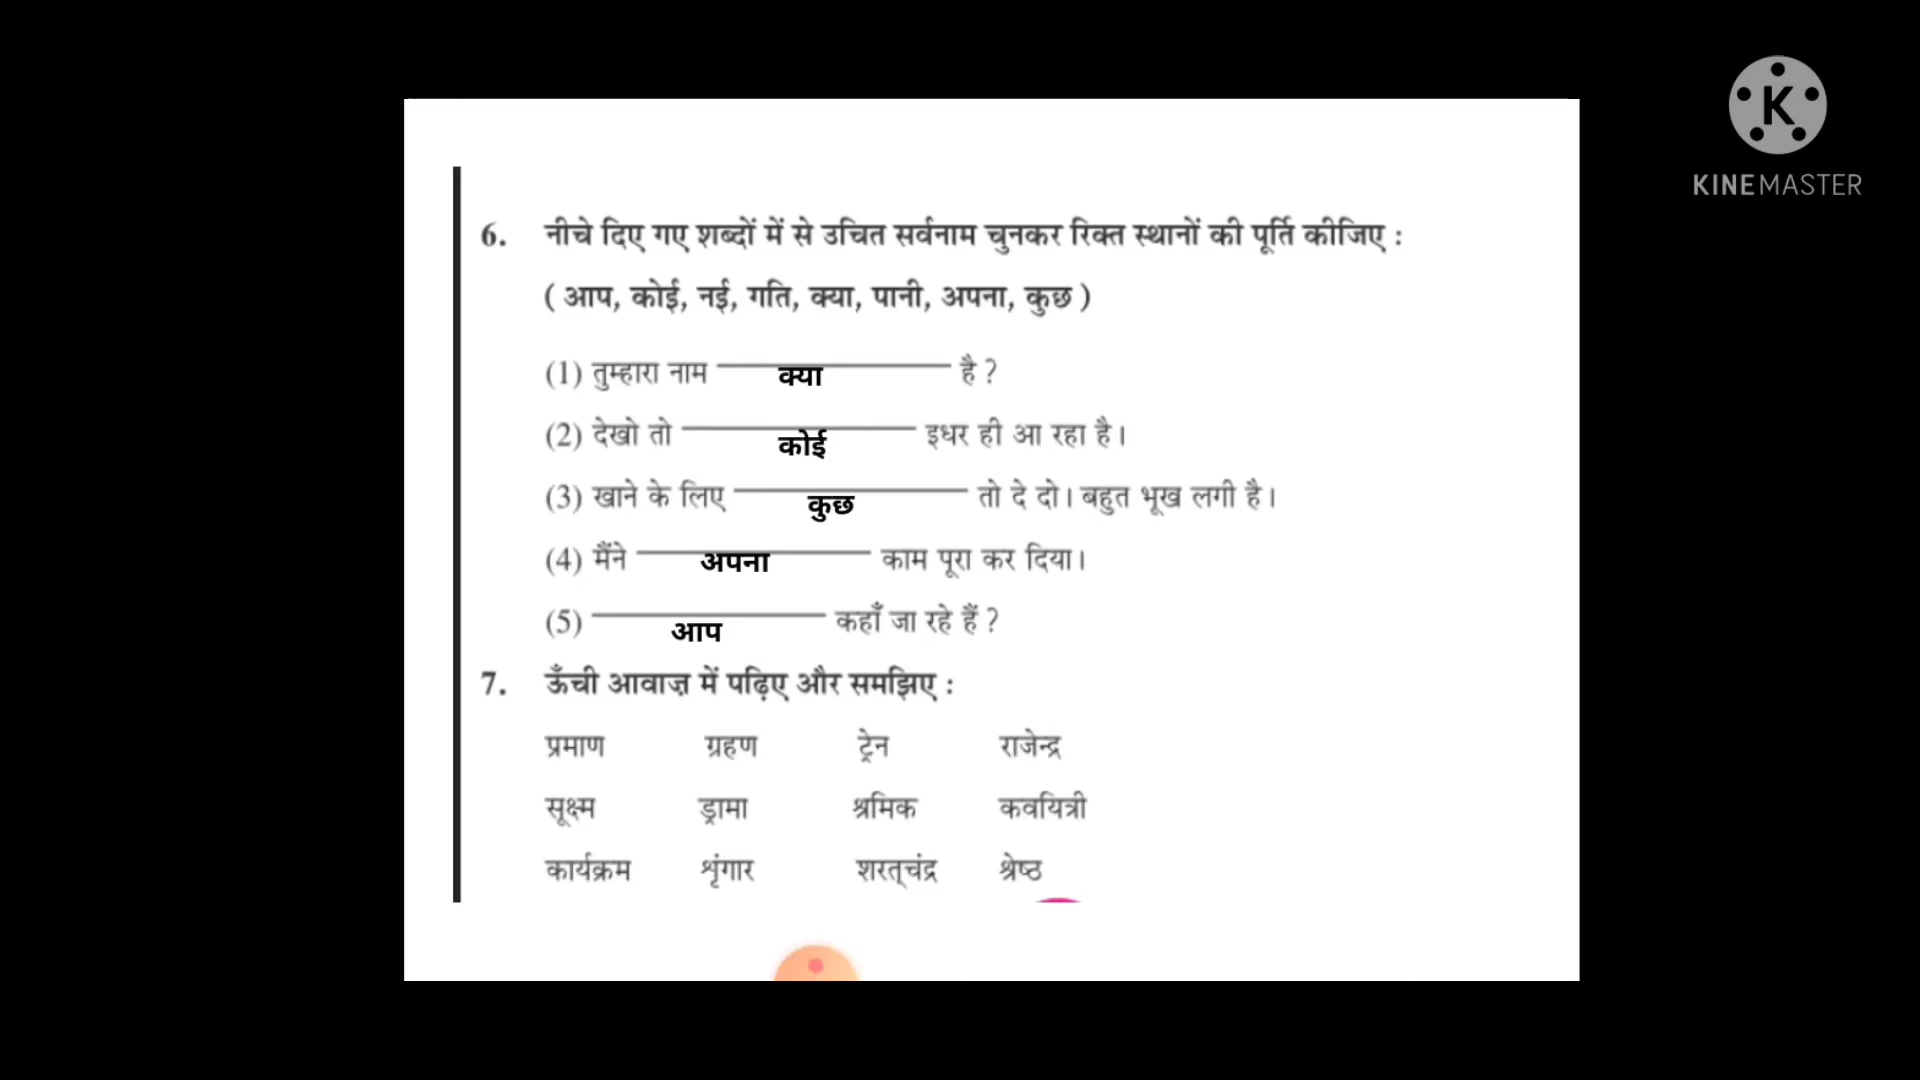 KINEMASTER
6. नीचे दिए गए शब्दों में से उचित सर्वनाम चुनकर रिक्त स्थानों की पूर्ति कीजिए :
( आप, कोई, नई, गति, क्या, पानी, अपना, कुछ )
(1) तुम्हारा नाम क्या है ?
(2) देखो तो कोई इधर ही आ रहा है।
(3) खाने के लिए कुछ तो दे दो। बहुत भूख लगी है।
(4) मैंने अपना काम पूरा कर दिया।
(5) आप कहाँ जा रहे हैं ?
7. ऊँची आवाज़ में पढ़िए और समझिए :
प्रमाण ग्रहण ट्रेन राजेन्द्र
सूक्ष्म ड्रामा श्रमिक कवयित्री
कार्यक्रम शृंगार शरत्‌चंद्र श्रेष्ठ